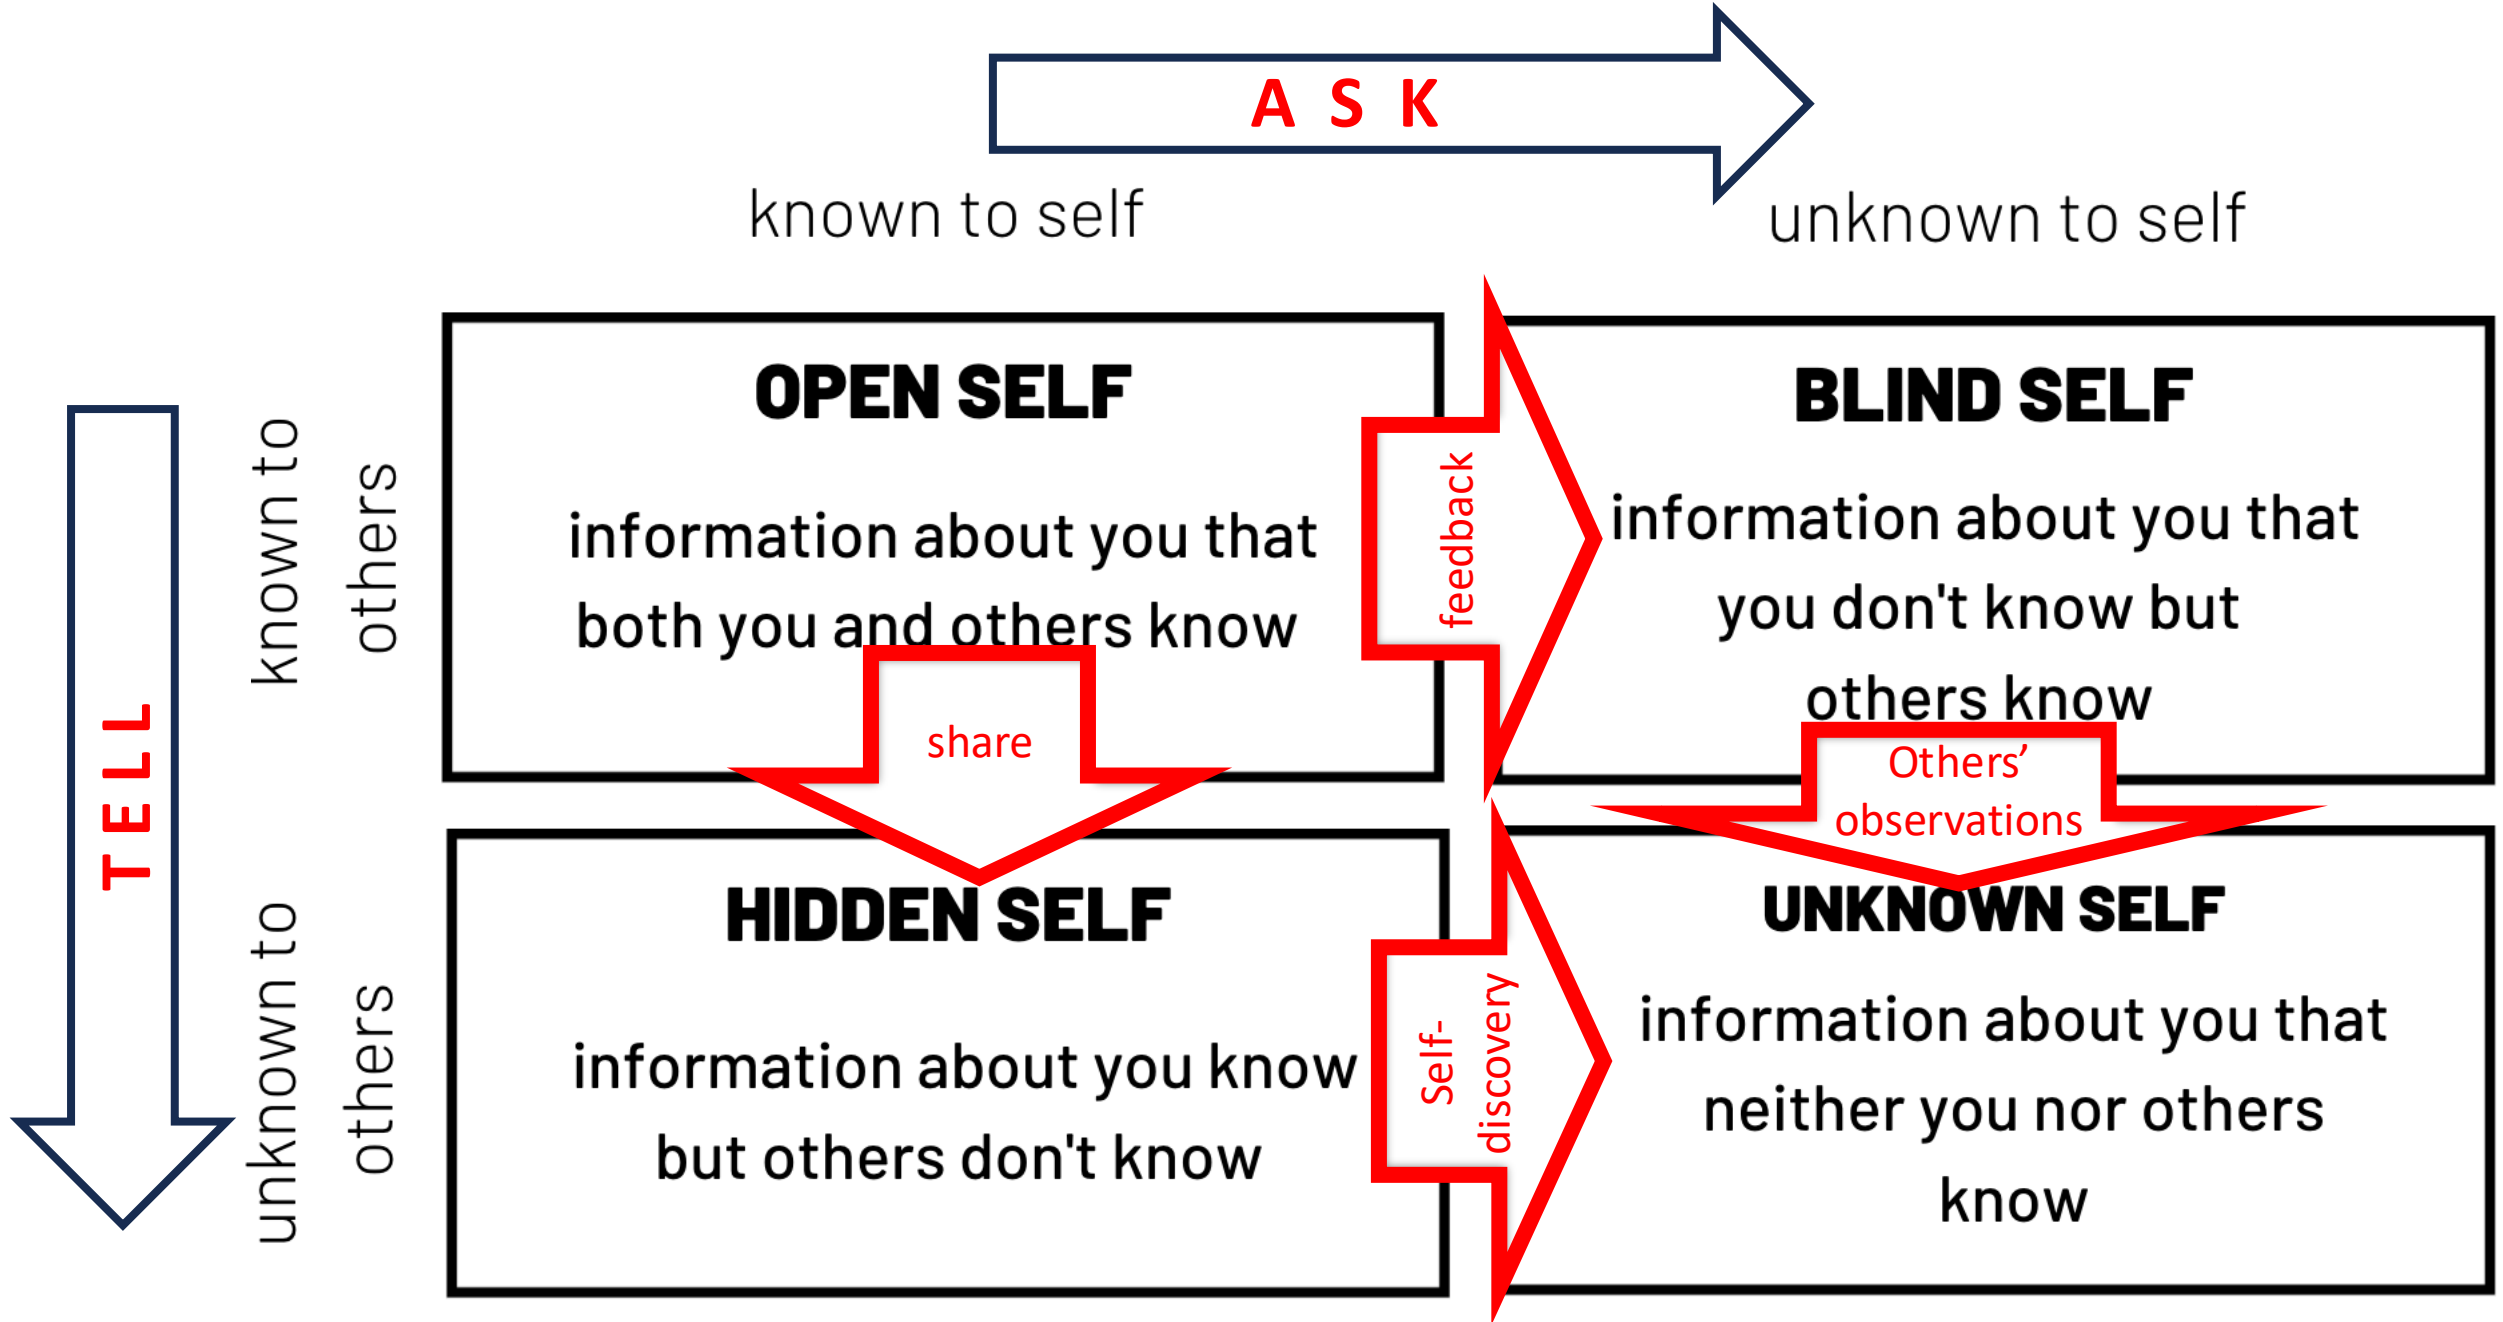 A S K
known to self
unknown to self
T E L L
known to
others
OPEN SELF
information about you that
both you and others know
share
feedback
BLIND SELF
information about you that
you don't know but
others know
Others’
observations
unknown to
others
HIDDEN SELF
information about you know
but others don't know
Self-
discovery
UNKNOWN SELF
information about you that
neither you nor others
know